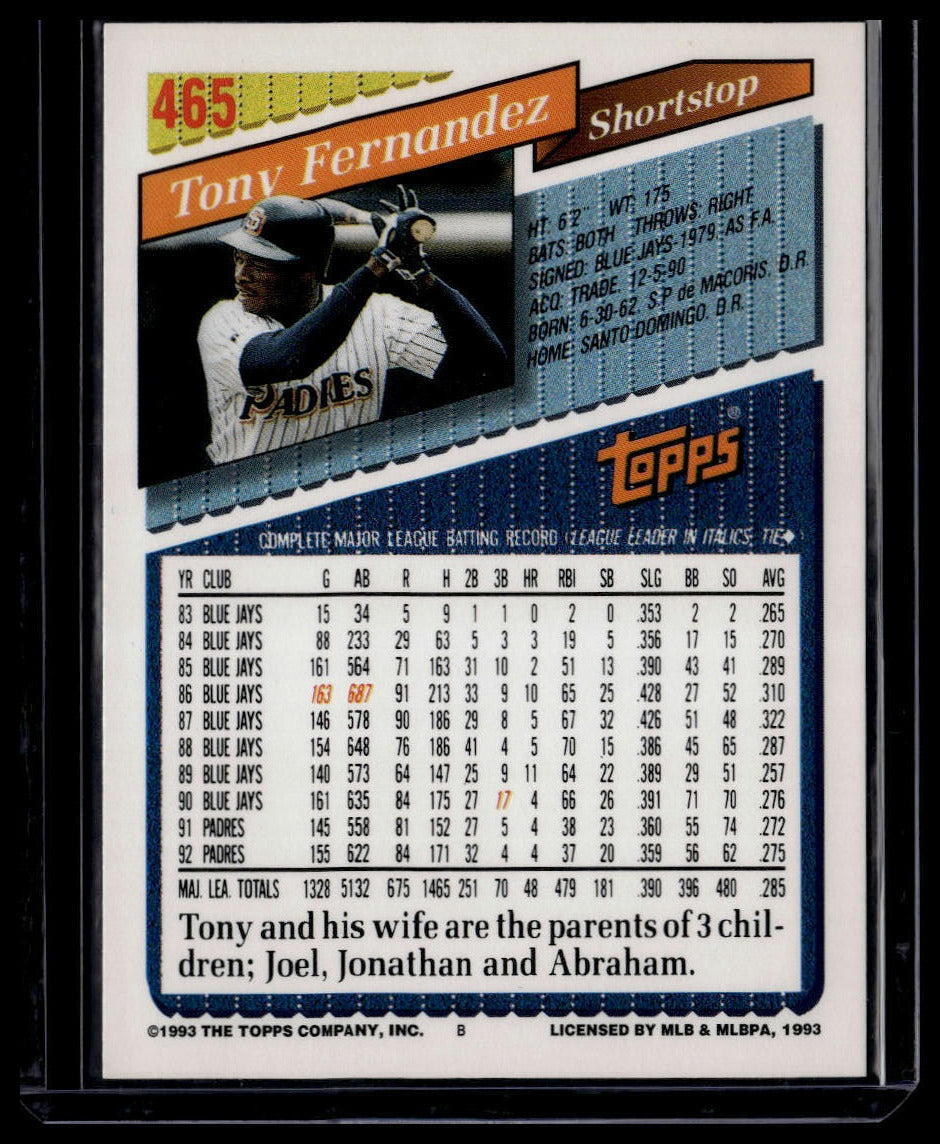 465
Tony Fernandez
Shortstop
SD
PADRES
HT: 6'2" WT: 175
BATS: BOTH THROWS: RIGHT
SIGNED: BLUE JAYS-1979, AS F.A.
ACQ: TRADE, 12-5-90
BORN: 6-30-62, S.P de MACORIS, D.R.
HOME: SANTO DOMINGO, D.R.
Topps®
COMPLETE MAJOR LEAGUE BATTING RECORD (LEAGUE LEADER IN ITALICS, TIE◆)
YR CLUB G AB R H 2B 3B HR RBI SB SLG BB SO AVG
83 BLUE JAYS 15 34 5 9 1 1 0 2 0 .353 2 2 .265
84 BLUE JAYS 88 233 29 63 5 3 3 19 5 .356 17 15 .270
85 BLUE JAYS 161 564 71 163 31 10 2 51 13 .390 43 41 .289
86 BLUE JAYS 163 687 91 213 33 9 10 65 25 .428 27 52 .310
87 BLUE JAYS 146 578 90 186 29 8 5 67 32 .426 51 48 .322
88 BLUE JAYS 154 648 76 186 41 4 5 70 15 .386 45 65 .287
89 BLUE JAYS 140 573 64 147 25 9 11 64 22 .389 29 51 .257
90 BLUE JAYS 161 635 84 175 27 17 4 66 26 .391 71 70 .276
91 PADRES 145 558 81 152 27 5 4 38 23 .360 55 74 .272
92 PADRES 155 622 84 171 32 4 4 37 20 .359 56 62 .275
MAJ. LEA. TOTALS 1328 5132 675 1465 251 70 48 479 181 .390 396 480 .285
Tony and his wife are the parents of 3 chil-
dren; Joel, Jonathan and Abraham.
©1993 THE TOPPS COMPANY, INC. B LICENSED BY MLB & MLBPA, 1993